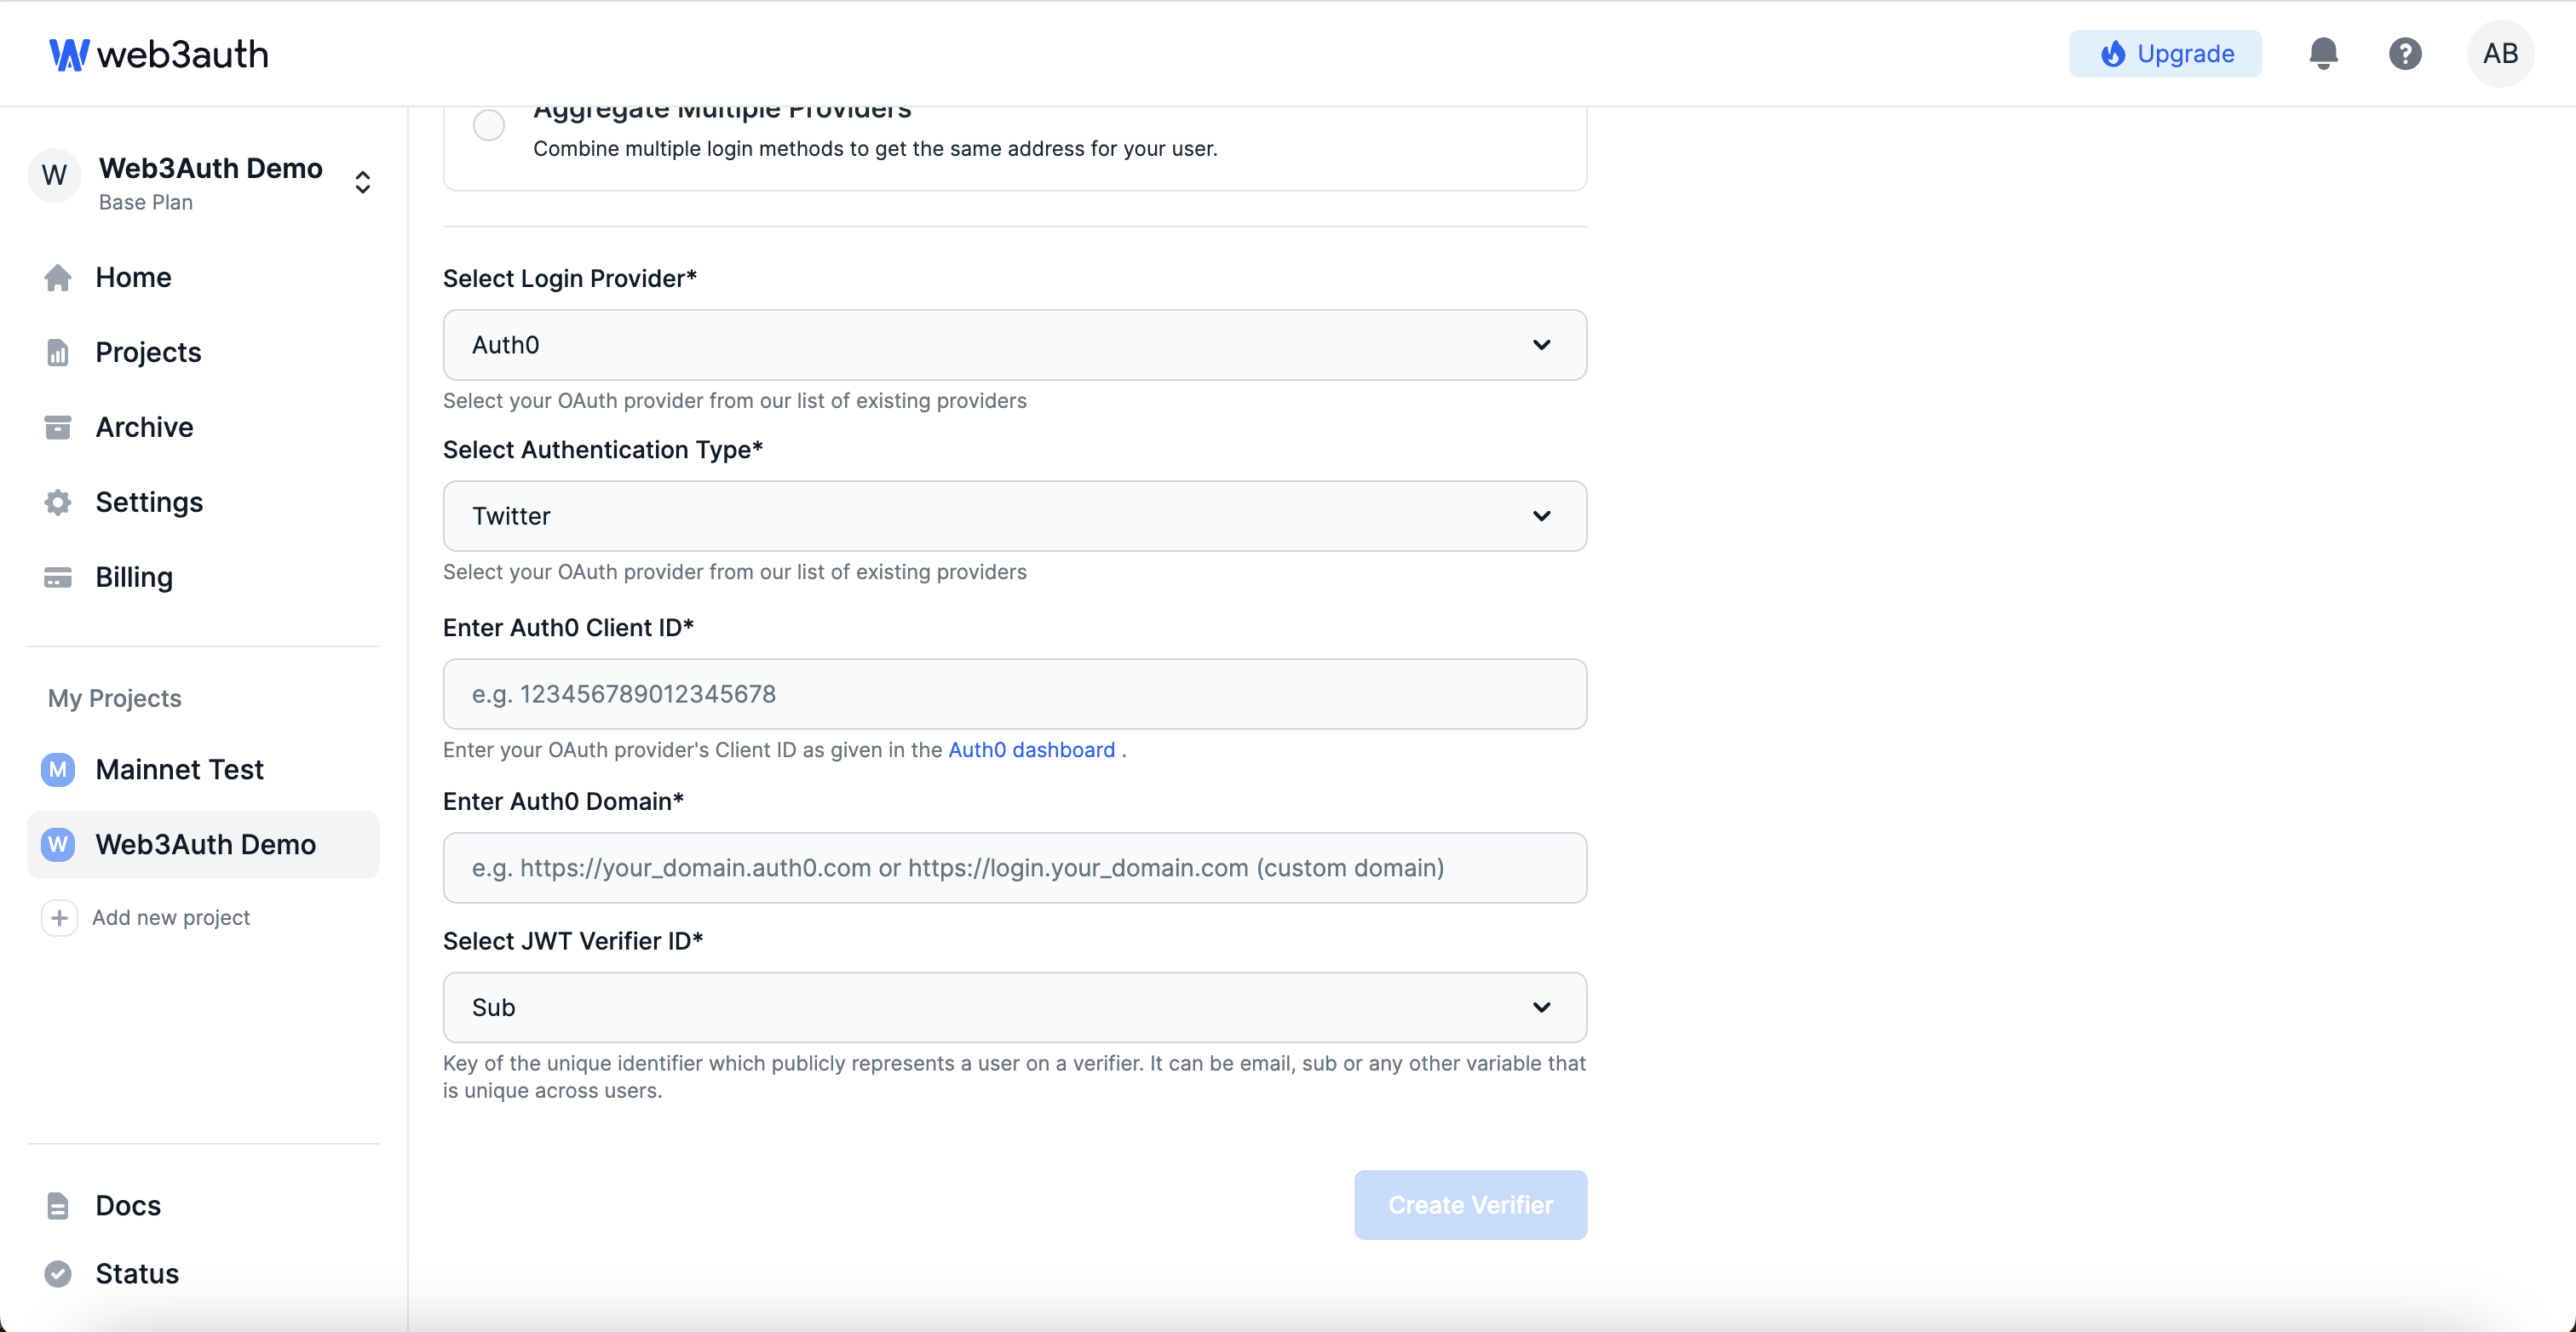 web3auth
Upgrade
AB
W
Web3Auth Demo
Base Plan
Home
Projects
Archive
Settings
Billing
My Projects
M
Mainnet Test
W
Web3Auth Demo
Add new project
Docs
Status
Aggregate Multiple Providers
Combine multiple login methods to get the same address for your user.
Select Login Provider*
Auth0
Select your OAuth provider from our list of existing providers
Select Authentication Type*
Twitter
Select your OAuth provider from our list of existing providers
Enter Auth0 Client ID*
e.g. 123456789012345678
Enter your OAuth provider's Client ID as given in the Auth0 dashboard .
Enter Auth0 Domain*
e.g. https://your_domain.auth0.com or https://login.your_domain.com (custom domain)
Select JWT Verifier ID*
Sub
Key of the unique identifier which publicly represents a user on a verifier. It can be email, sub or any other variable that
is unique across users.
Create Verifier